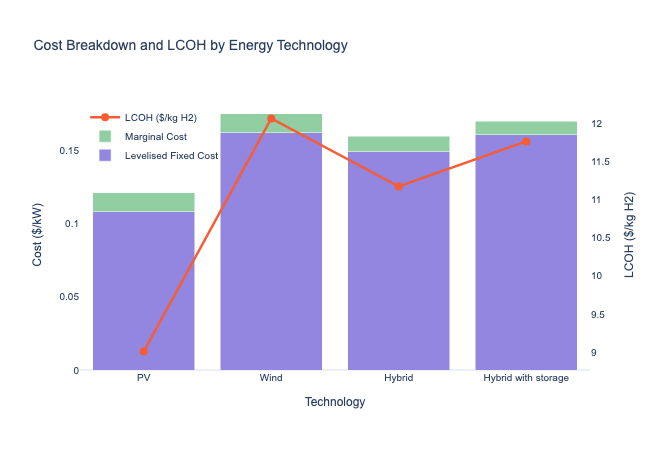 Cost Breakdown and LCOH by Energy Technology
LCOH ($/kg H2)
Marginal Cost
Levelised Fixed Cost
Cost ($/kW)
0.15
0.1
0.05
0
12
11.5
11
10.5
10
9.5
9
LCOH ($/kg H2)
PV
Wind
Hybrid
Hybrid with storage
Technology